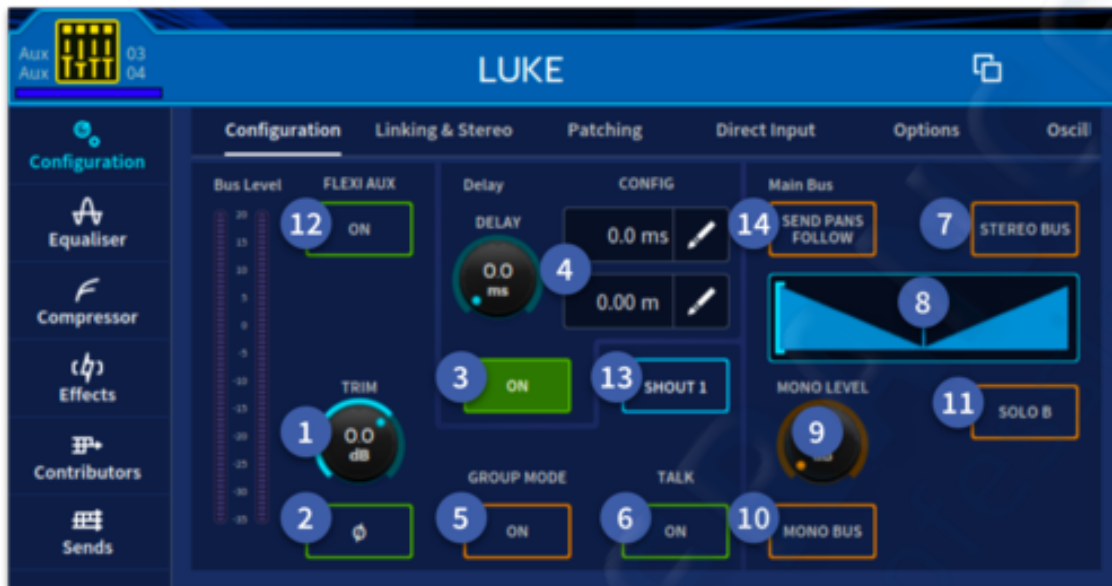 Aux 03
Aux 04
LUKE
Configuration
Equaliser
Compressor
Effects
Contributors
Sends
Configuration Linking & Stereo Patching Direct Input Options Oscil
Bus Level FLEXI AUX
12 ON
20
15
10
5
0
-5
-10
-15
-20
-25
-30
-35
TRIM
1 0.0
dB
2 ϕ
Delay CONFIG
DELAY
0.0
ms
4
0.0 ms
0.00 m
3 ON
13 SHOUT 1
GROUP MODE
5 ON
TALK
6 ON
Main Bus
14 SEND PANS
FOLLOW
7 STEREO BUS
8
MONO LEVEL
9
11 SOLO B
10 MONO BUS